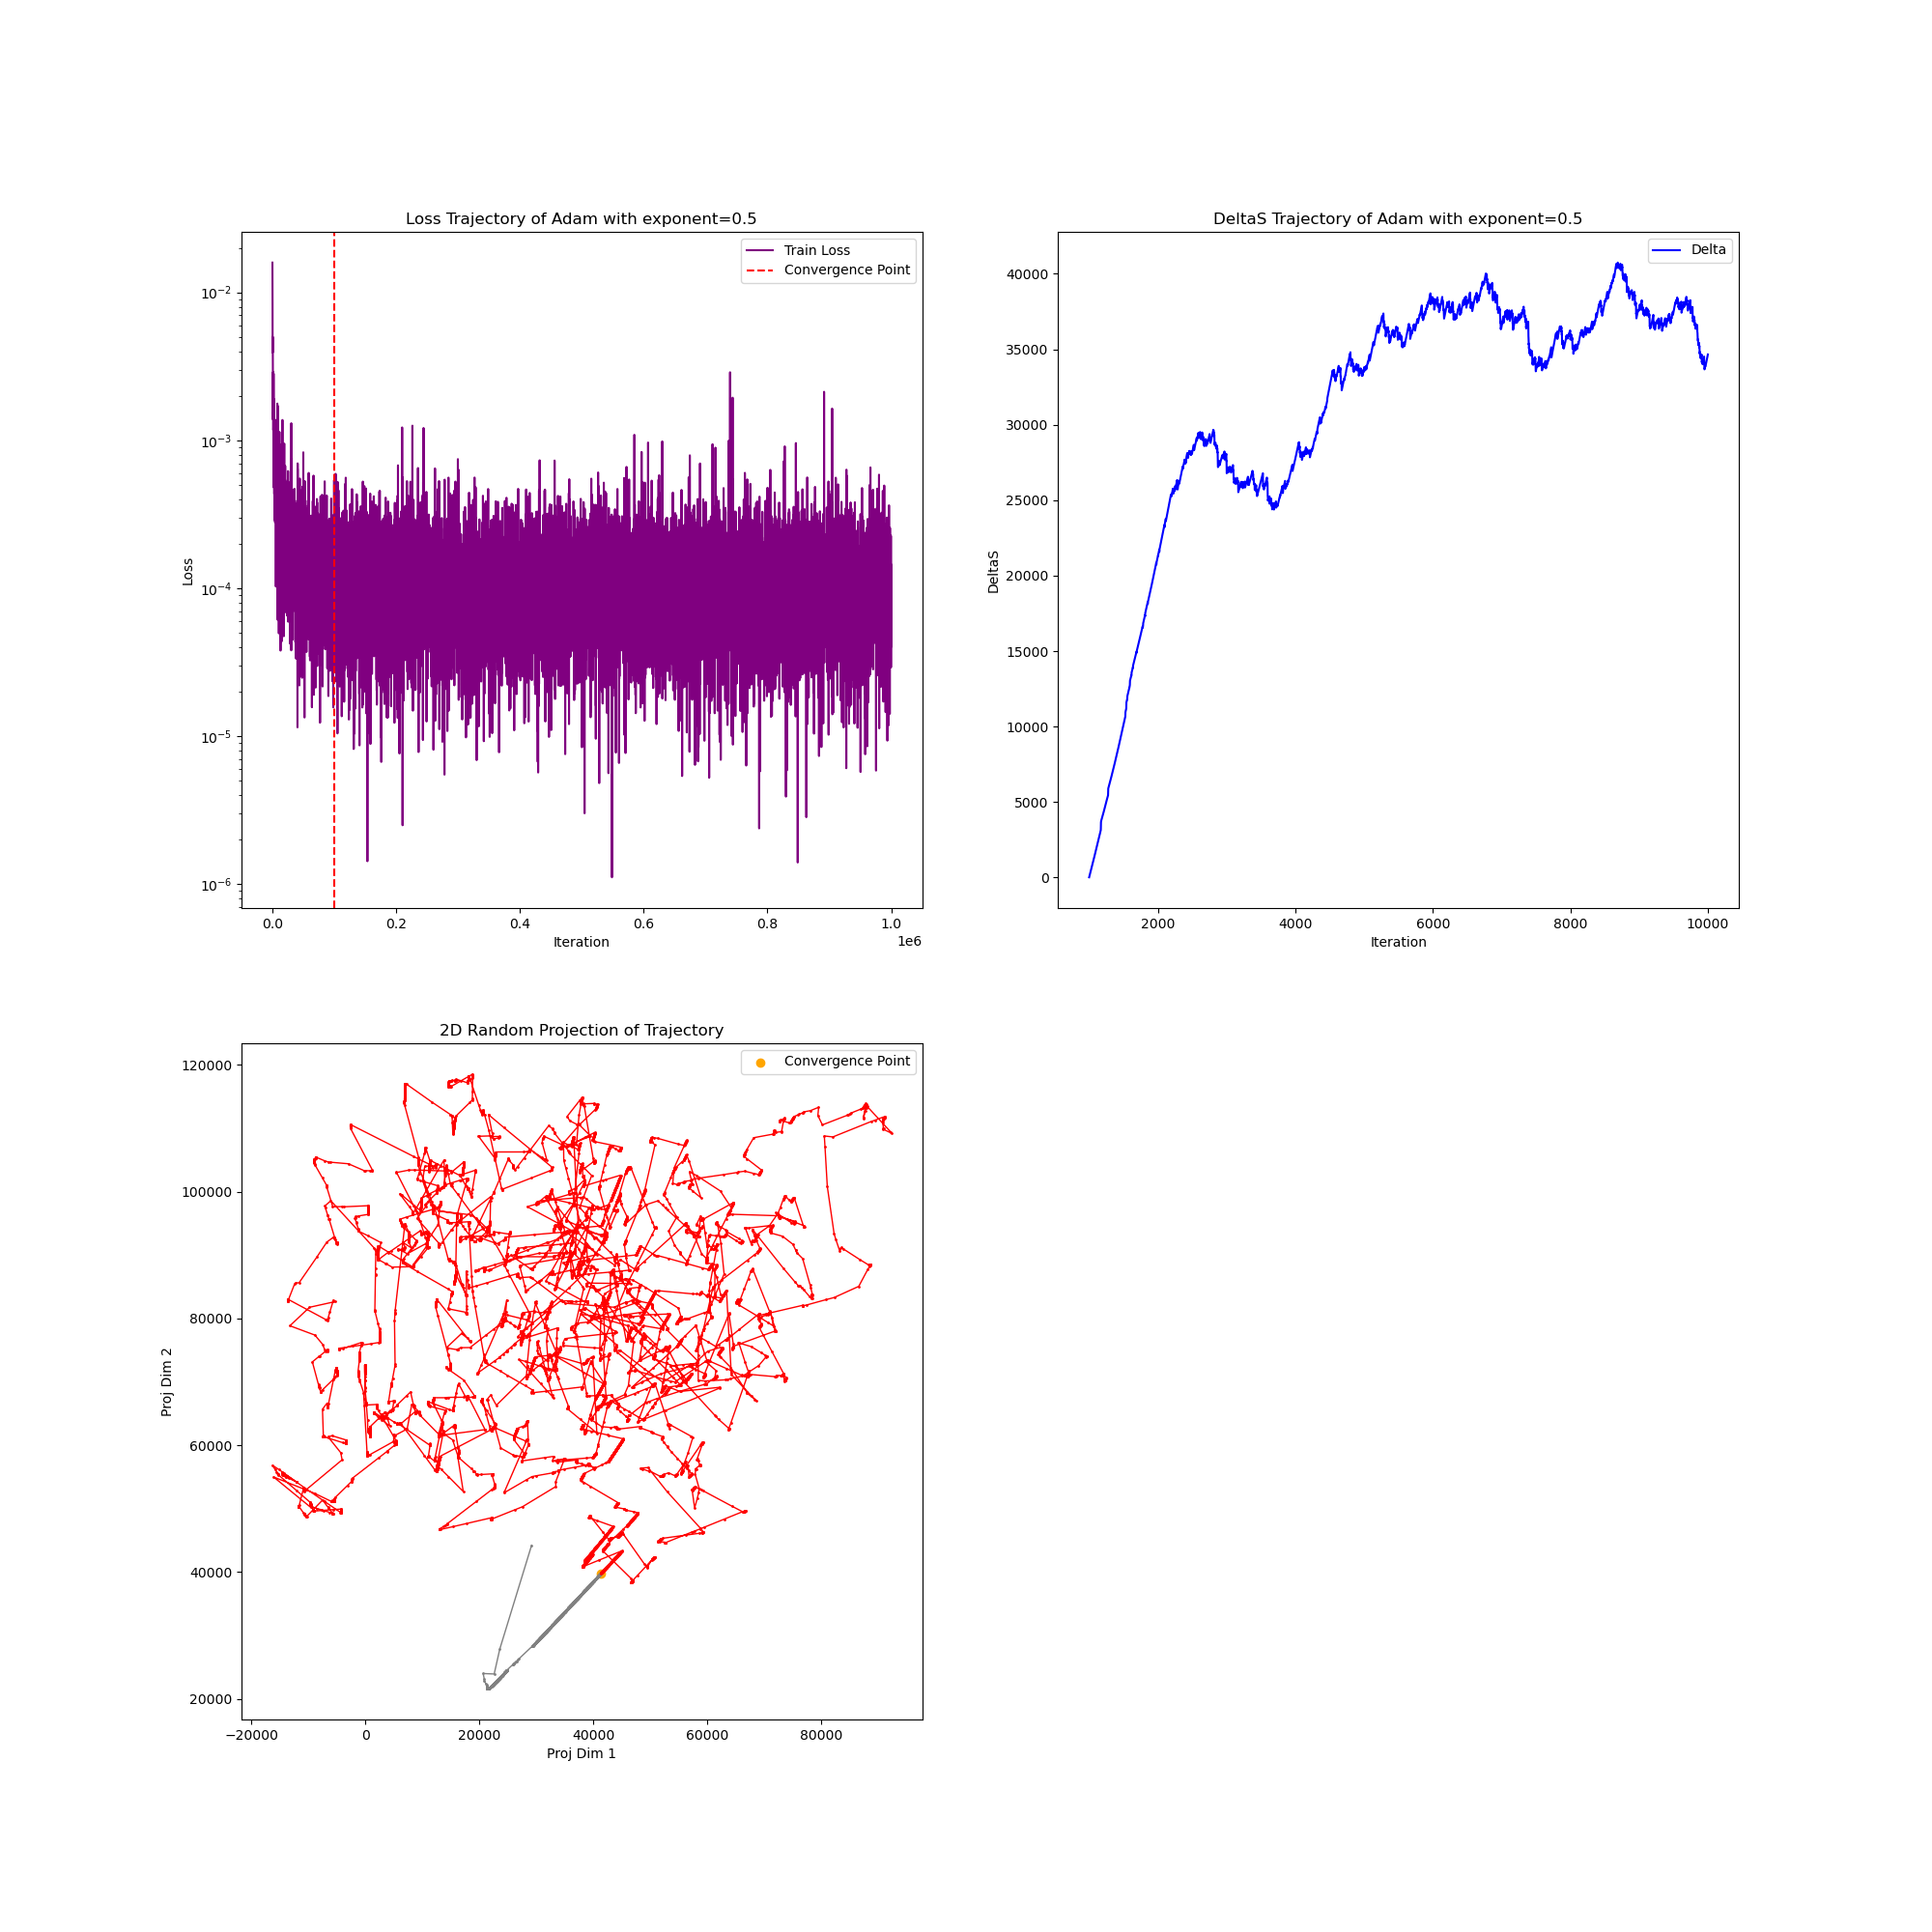 Loss Trajectory of Adam with exponent=0.5
Train Loss
Convergence Point
10⁻²
10⁻³
10⁻⁴
10⁻⁵
10⁻⁶
Loss
0.0 0.2 0.4 0.6 0.8 1.0
1e6
Iteration
DeltaS Trajectory of Adam with exponent=0.5
Delta
40000
35000
30000
25000
20000
15000
10000
5000
0
DeltaS
2000 4000 6000 8000 10000
Iteration
2D Random Projection of Trajectory
Convergence Point
120000
100000
80000
60000
40000
20000
Proj Dim 2
−20000 0 20000 40000 60000 80000
Proj Dim 1